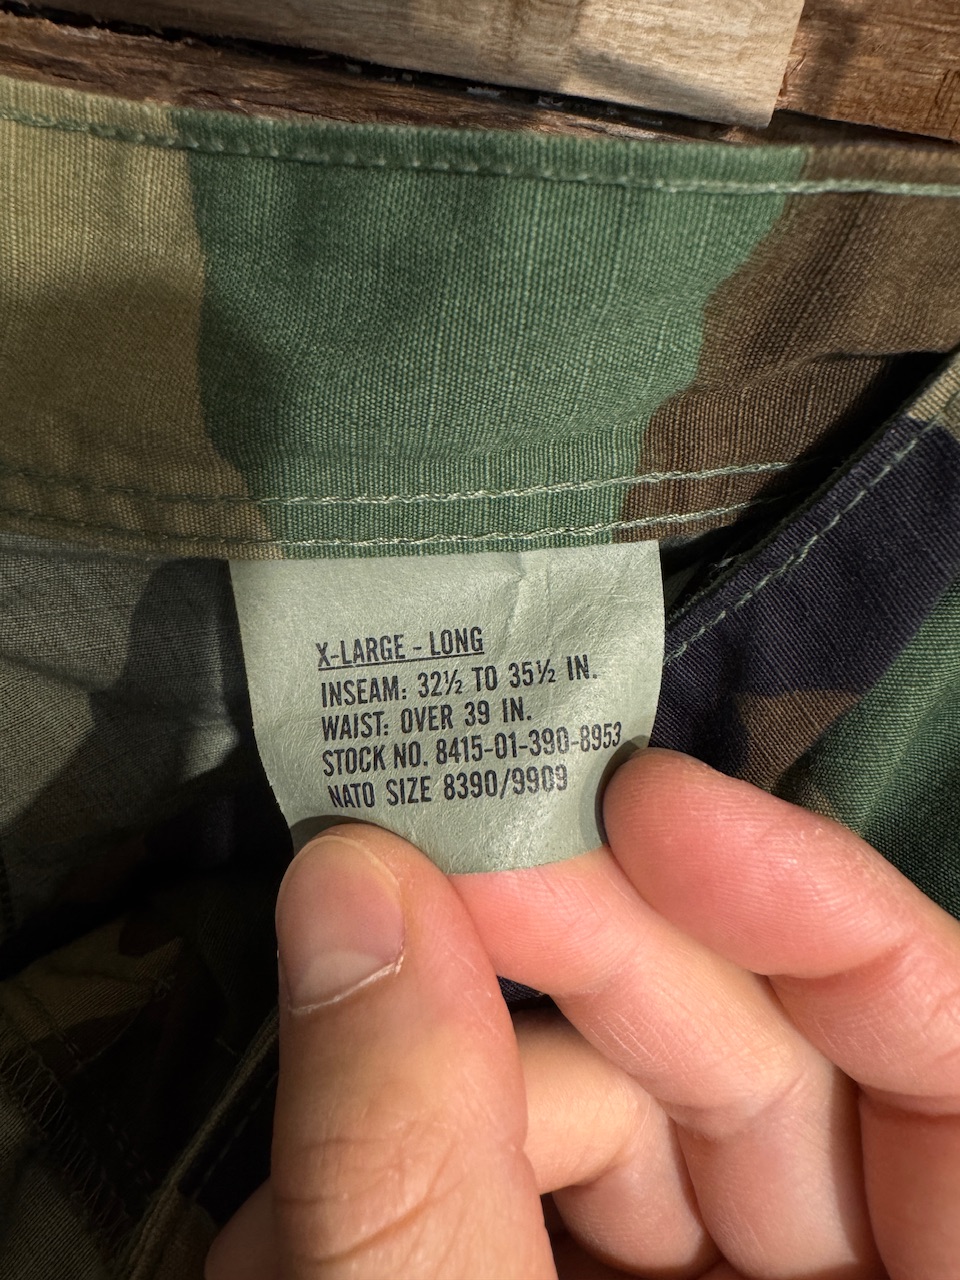 X-LARGE - LONG
INSEAM: 32½ TO 35½ IN.
WAIST: OVER 39 IN.
STOCK NO. 8415-01-390-8953
NATO SIZE 8390/9909